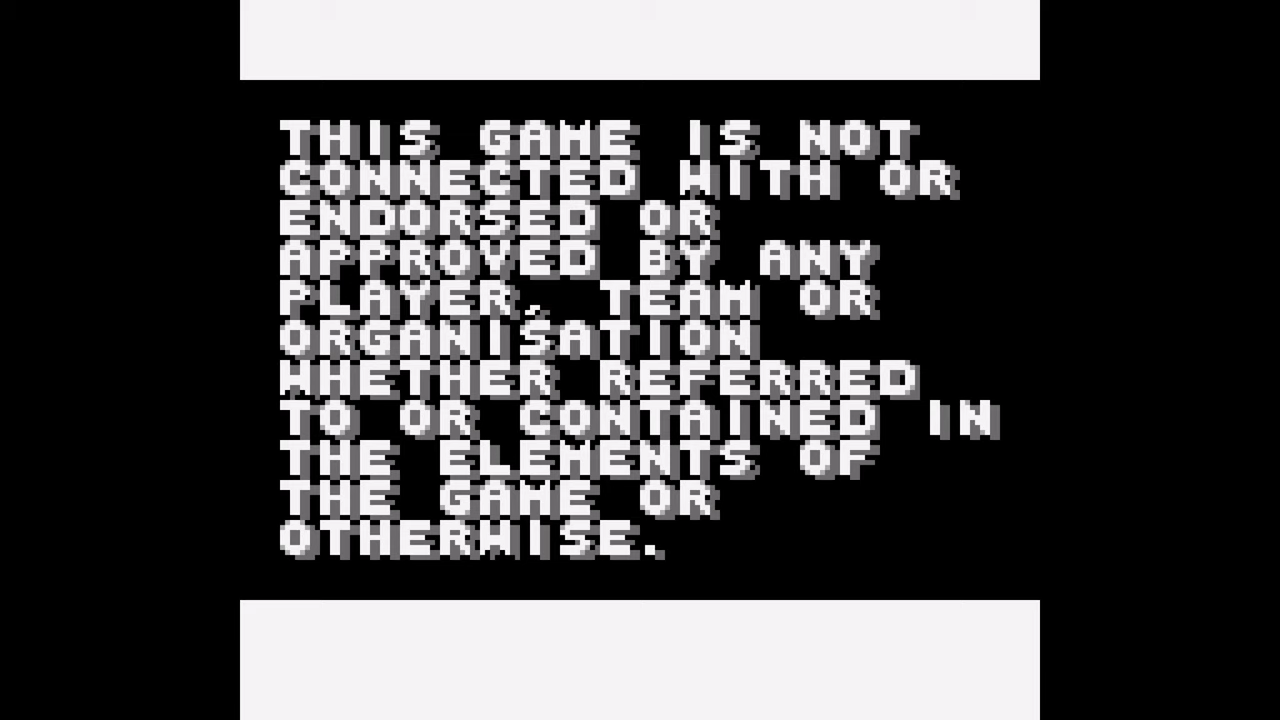 THIS GAME IS NOT
CONNECTED WITH OR
ENDORSED OR
APPROVED BY ANY
PLAYER, TEAM OR
ORGANISATION
WHETHER REFERRED
TO OR CONTAINED IN
THE ELEMENTS OF
THE GAME OR
OTHERWISE.